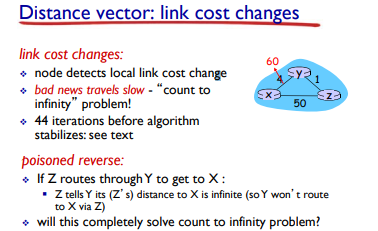 Distance vector: link cost changes
link cost changes:
❖ node detects local link cost change
❖ bad news travels slow - “count to
infinity” problem!
❖ 44 iterations before algorithm
stabilizes: see text
60
4
y
1
x
z
50
poisoned reverse:
❖ If Z routes through Y to get to X :
▪ Z tells Y its (Z’s) distance to X is infinite (so Y won’t route
to X via Z)
❖ will this completely solve count to infinity problem?